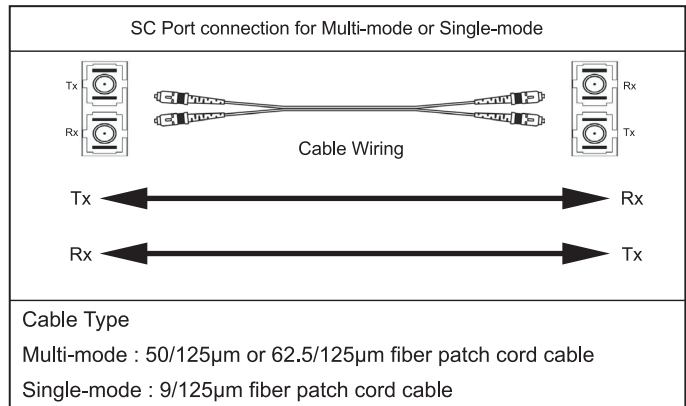 SC Port connection for Multi-mode or Single-mode
Tx
Rx
Rx
Tx
Cable Wiring
Tx Rx
Rx Tx
Cable Type
Multi-mode : 50/125µm or 62.5/125µm fiber patch cord cable
Single-mode : 9/125µm fiber patch cord cable